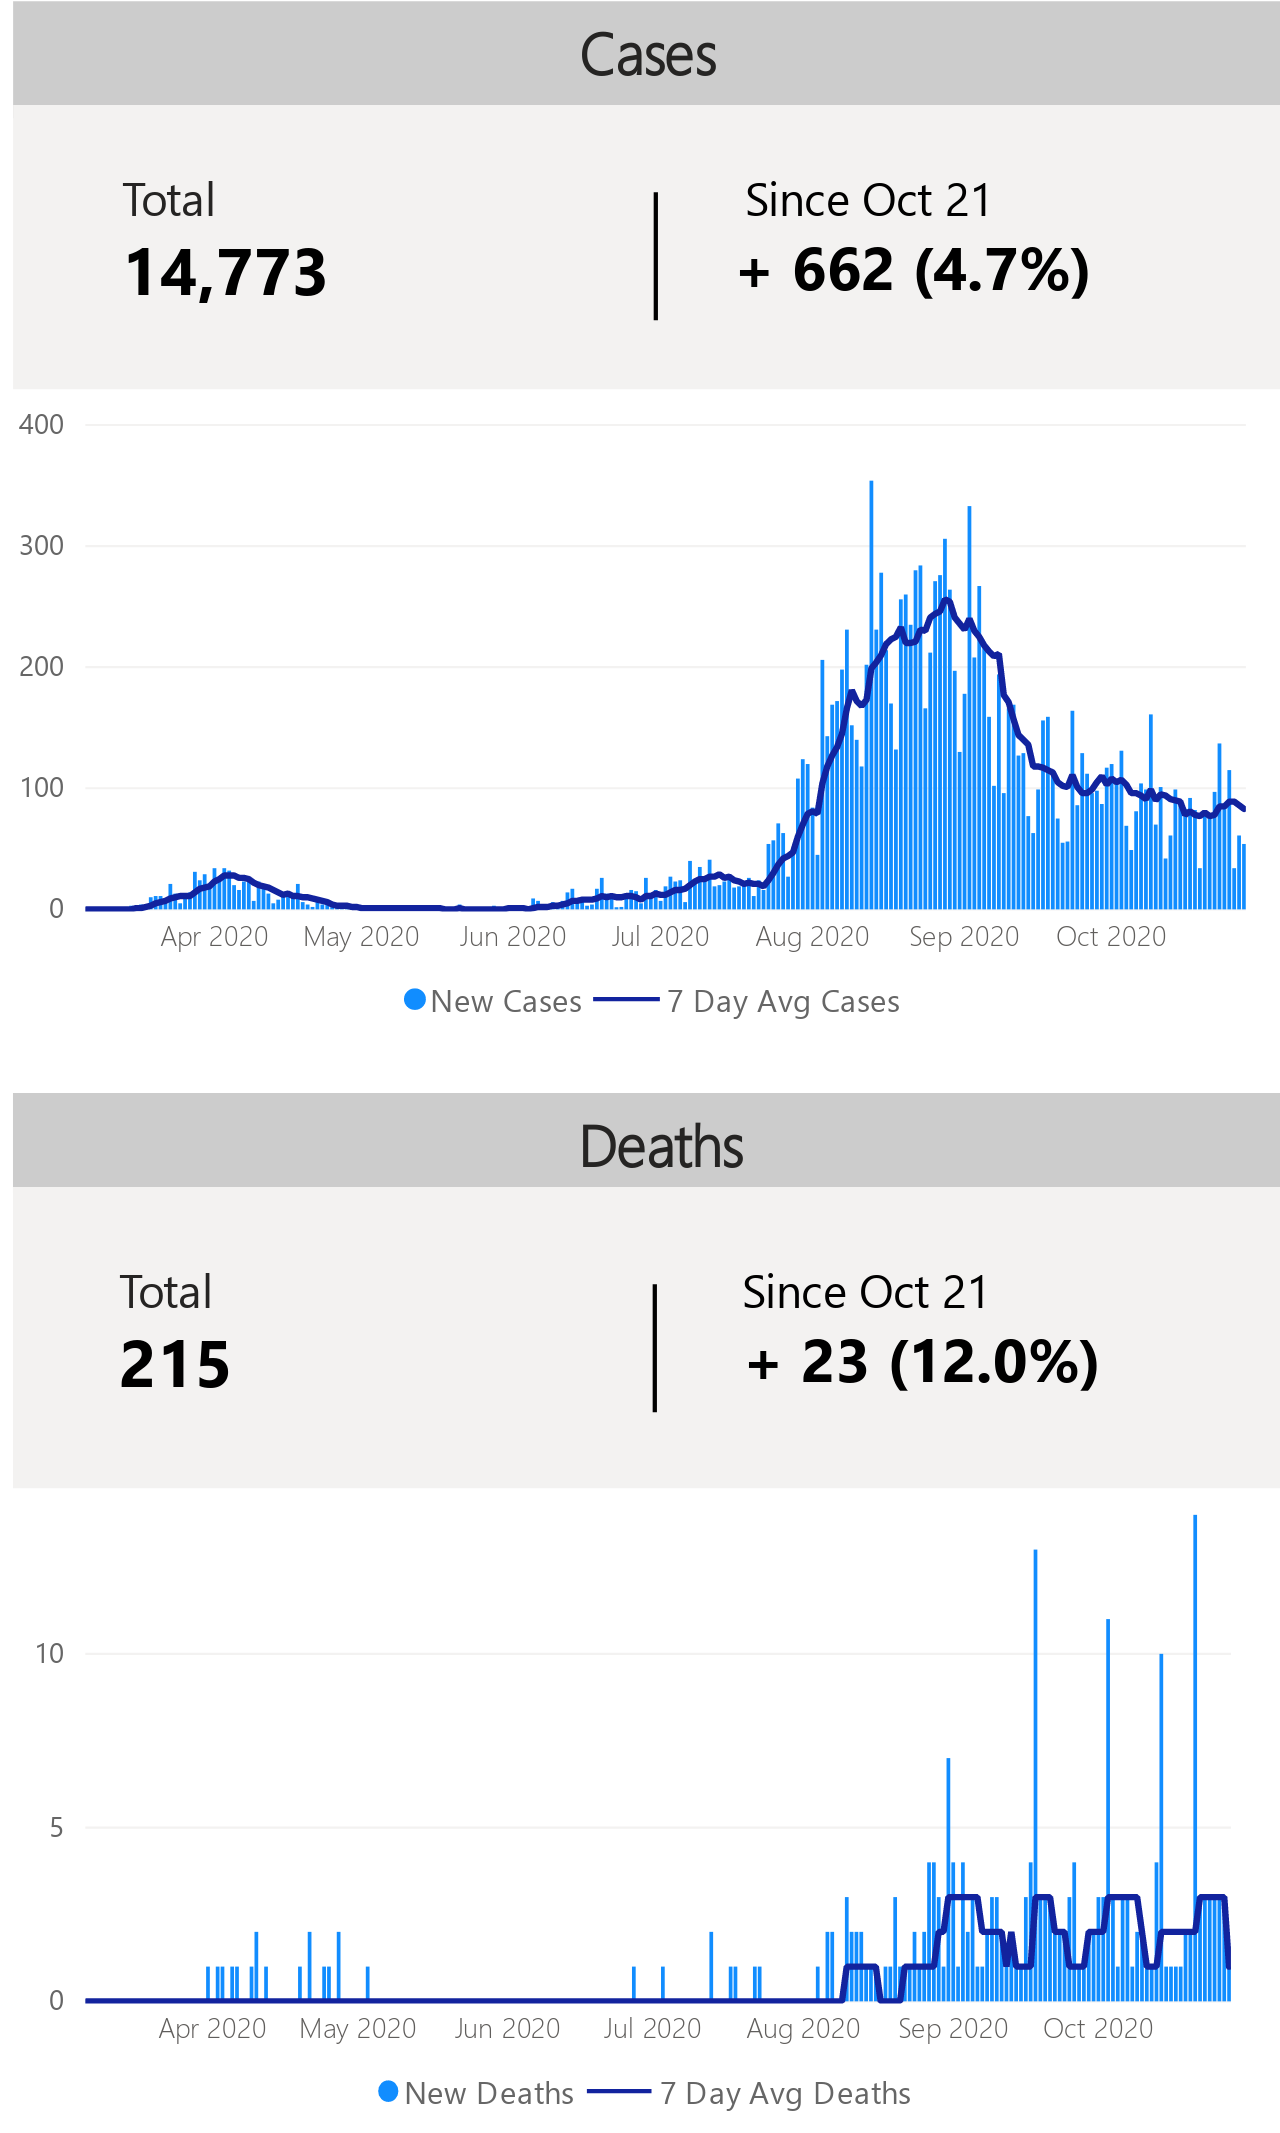 Cases
Total
Since Oct 21
14,773
+ 662 (4.7%)
400
300
200
100
0
Apr 2020 May 2020 Jun 2020 Jul 2020 Aug 2020 Sep 2020 Oct 2020
New Cases 7 Day Avg Cases
Deaths
Total
Since Oct 21
215
+ 23 (12.0%)
10
5
0
Apr 2020 May 2020 Jun 2020 Jul 2020 Aug 2020 Sep 2020 Oct 2020
New Deaths 7 Day Avg Deaths